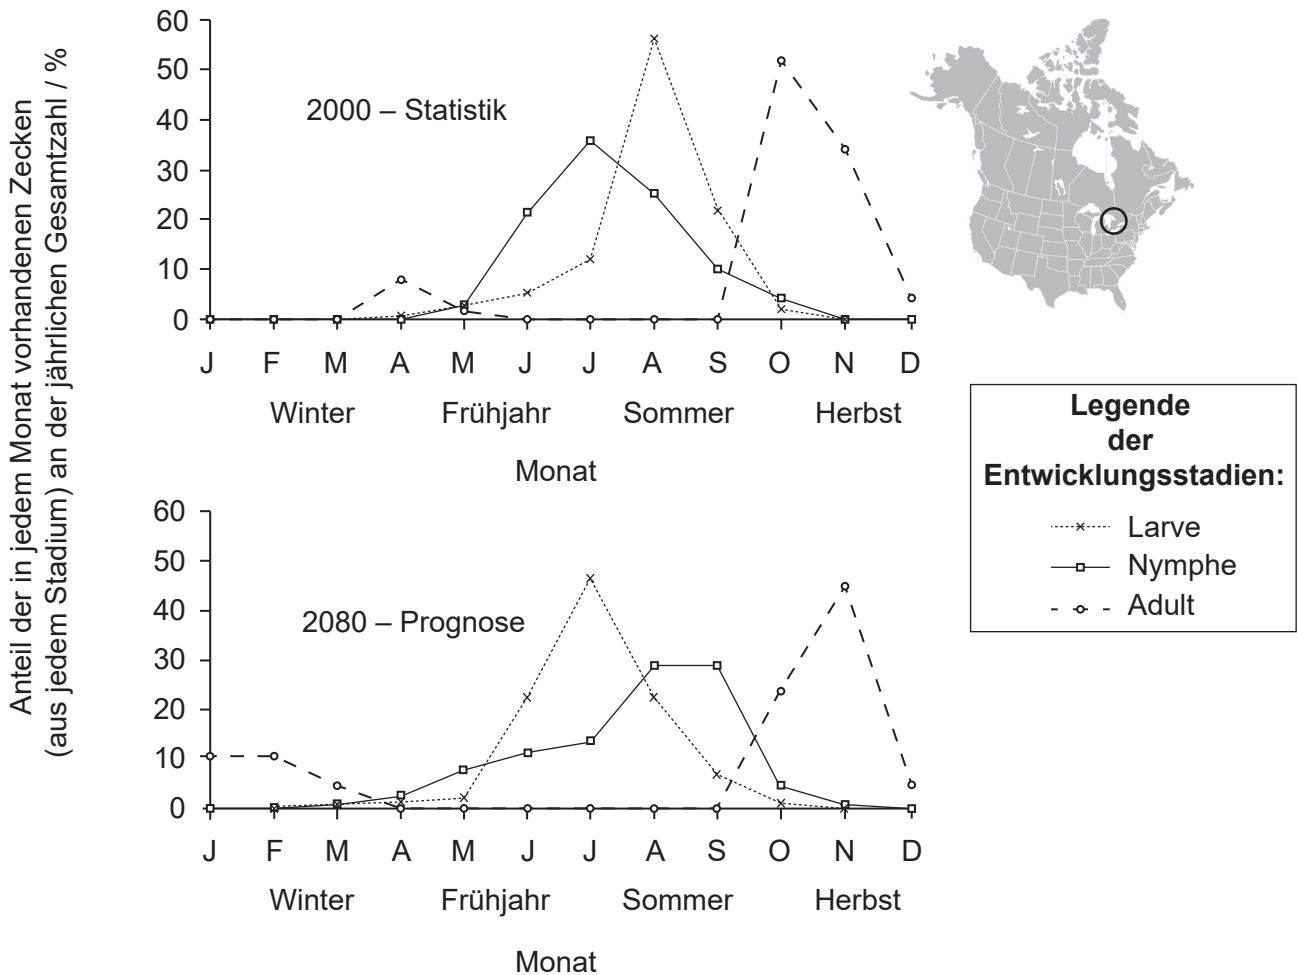 Anteil der in jedem Monat vorhandenen Zecken
(aus jedem Stadium) an der jährlichen Gesamtzahl / %
60
50
40
30
20
10
0
2000 – Statistik
J F M A M J J A S O N D
Winter Frühjahr Sommer Herbst
Monat
60
50
40
30
20
10
0
2080 – Prognose
J F M A M J J A S O N D
Winter Frühjahr Sommer Herbst
Monat
Legende
der
Entwicklungsstadien:
Larve
Nymphe
Adult